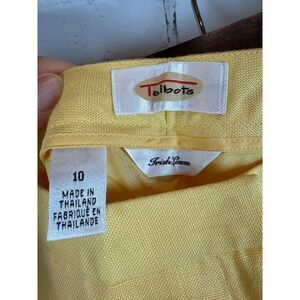 Talbots
Irish Linen
10
MADE IN
THAILAND
FABRIQUÉ EN
THAÏLANDE